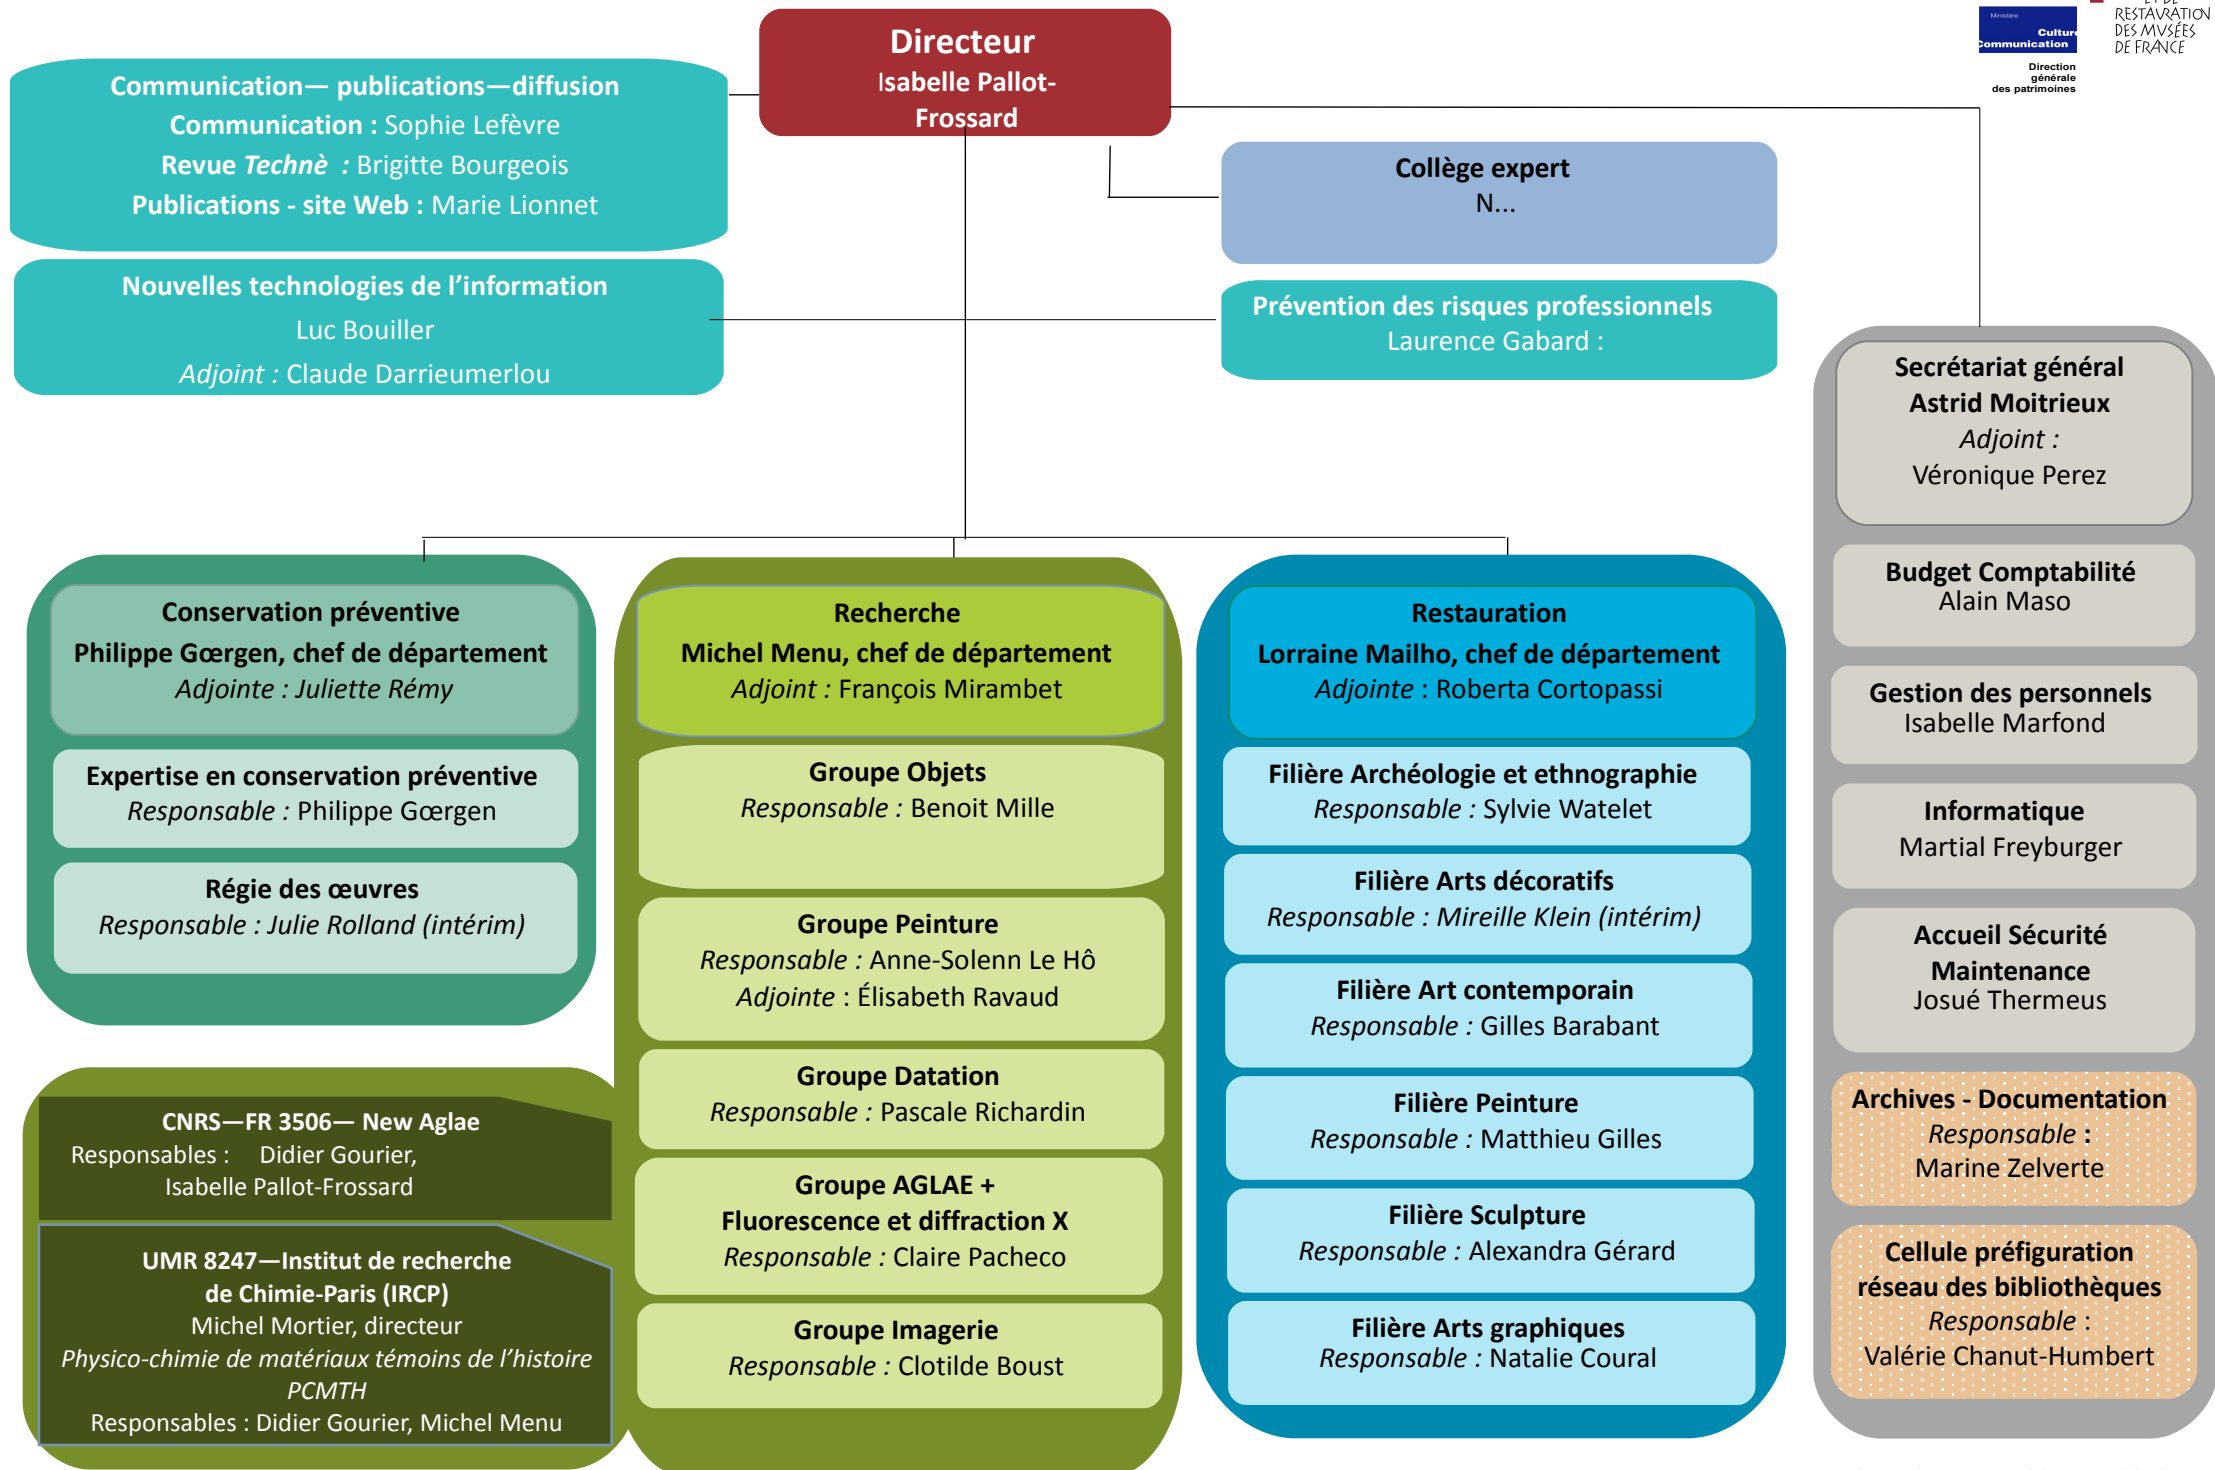 Directeur
Isabelle Pallot-
Frossard
Ministère
Culture
Communication
Direction
générale
des patrimoines
RESTAURATION
DES MUSÉES
DE FRANCE
Communication— publications—diffusion
Communication : Sophie Lefèvre
Revue Technè : Brigitte Bourgeois
Publications - site Web : Marie Lionnet
Nouvelles technologies de l’information
Luc Bouiller
Adjoint : Claude Darrieumerlou
Collège expert
N...
Prévention des risques professionnels
Laurence Gabard :
Conservation préventive
Philippe Gœrgen, chef de département
Adjointe : Juliette Rémy
Expertise en conservation préventive
Responsable : Philippe Gœrgen
Régie des œuvres
Responsable : Julie Rolland (intérim)
CNRS—FR 3506— New Aglae
Responsables : Didier Gourier,
Isabelle Pallot-Frossard
UMR 8247—Institut de recherche
de Chimie-Paris (IRCP)
Michel Mortier, directeur
Physico-chimie de matériaux témoins de l’histoire
PCMTH
Responsables : Didier Gourier, Michel Menu
Recherche
Michel Menu, chef de département
Adjoint : François Mirambet
Groupe Objets
Responsable : Benoit Mille
Groupe Peinture
Responsable : Anne-Solenn Le Hô
Adjointe : Élisabeth Ravaud
Groupe Datation
Responsable : Pascale Richardin
Groupe AGLAE +
Fluorescence et diffraction X
Responsable : Claire Pacheco
Groupe Imagerie
Responsable : Clotilde Boust
Restauration
Lorraine Mailho, chef de département
Adjointe : Roberta Cortopassi
Filière Archéologie et ethnographie
Responsable : Sylvie Watelet
Filière Arts décoratifs
Responsable : Mireille Klein (intérim)
Filière Art contemporain
Responsable : Gilles Barabant
Filière Peinture
Responsable : Matthieu Gilles
Filière Sculpture
Responsable : Alexandra Gérard
Filière Arts graphiques
Responsable : Natalie Coural
Secrétariat général
Astrid Moitrieux
Adjoint :
Véronique Perez
Budget Comptabilité
Alain Maso
Gestion des personnels
Isabelle Marfond
Informatique
Martial Freyburger
Accueil Sécurité
Maintenance
Josué Thermeus
Archives - Documentation
Responsable :
Marine Zelverte
Cellule préfiguration
réseau des bibliothèques
Responsable :
Valérie Chanut-Humbert